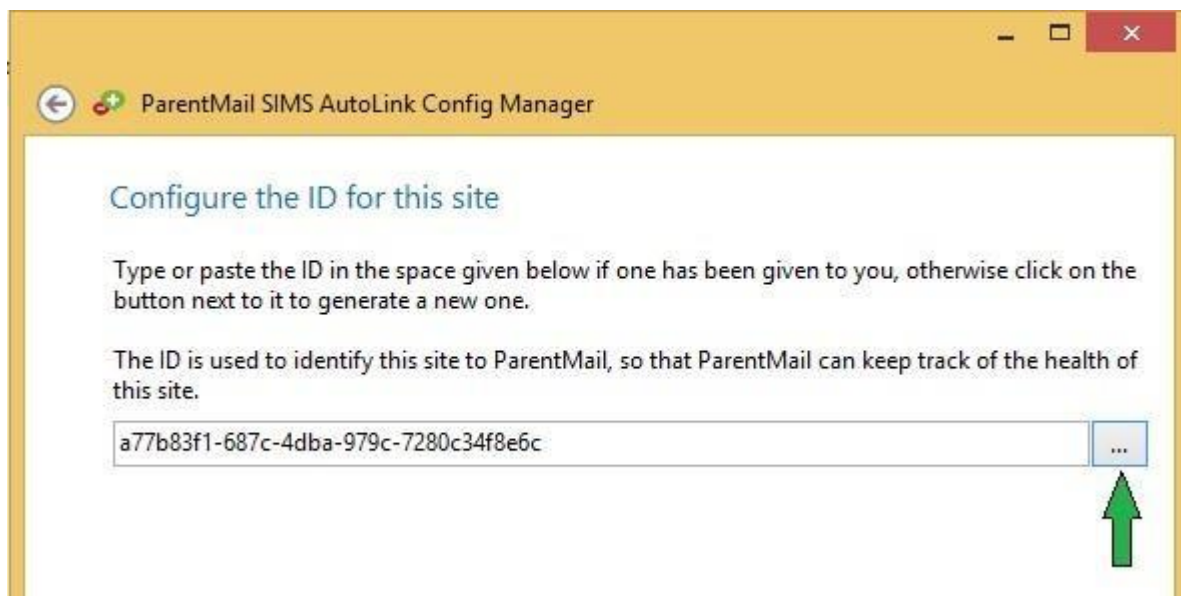 ParentMail SIMS AutoLink Config Manager
Configure the ID for this site
Type or paste the ID in the space given below if one has been given to you, otherwise click on the
button next to it to generate a new one.
The ID is used to identify this site to ParentMail, so that ParentMail can keep track of the health of
this site.
a77b83f1-687c-4dba-979c-7280c34f8e6c
...